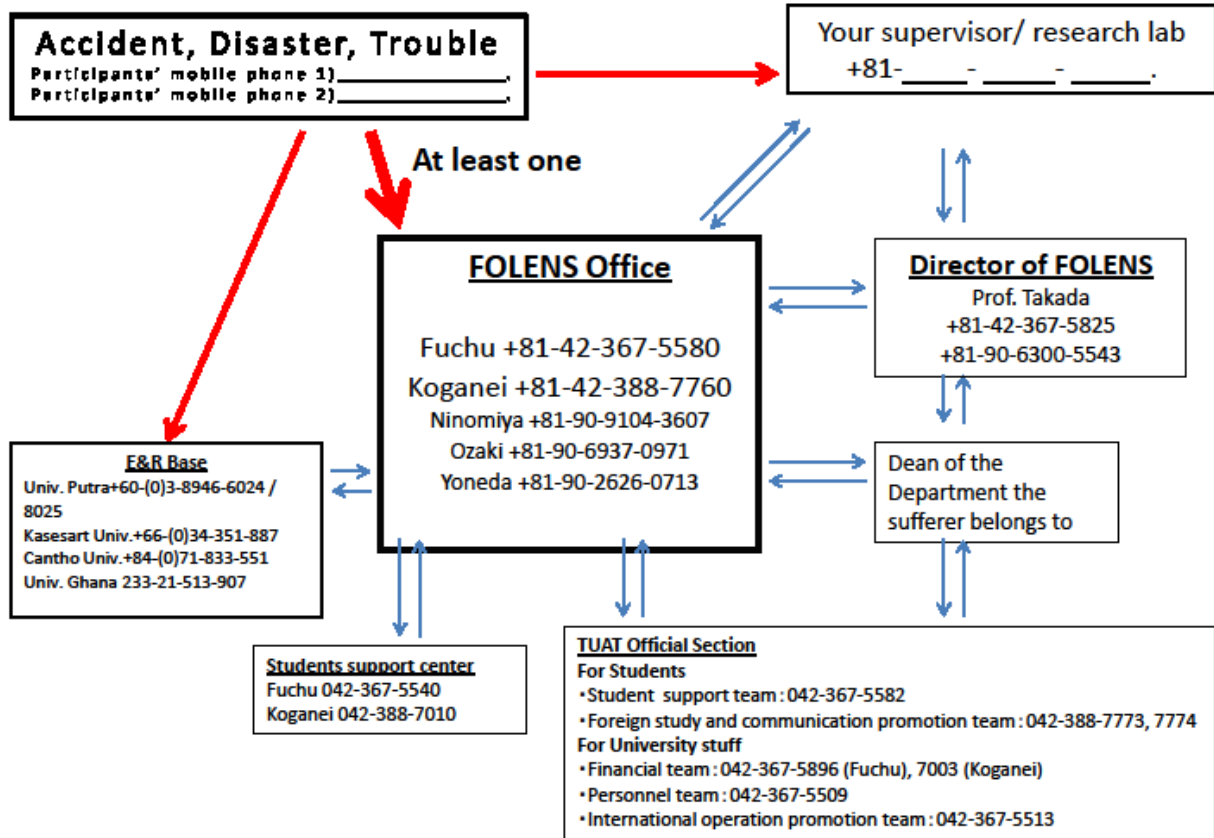 Accident, Disaster, Trouble
Participants' mobile phone 1)____________.
Participants' mobile phone 2)____________.
Your supervisor/ research lab
+81-____- ____- _____.
At least one
FOLENS Office
Fuchu +81-42-367-5580
Koganei +81-42-388-7760
Ninomiya +81-90-9104-3607
Ozaki +81-90-6937-0971
Yoneda +81-90-2626-0713
Director of FOLENS
Prof. Takada
+81-42-367-5825
+81-90-6300-5543
E&R Base
Univ. Putra+60-(0)3-8946-6024 /
8025
Kasesart Univ.+66-(0)34-351-887
Cantho Univ.+84-(0)71-833-551
Univ. Ghana 233-21-513-907
Dean of the
Department the
sufferer belongs to
Students support center
Fuchu 042-367-5540
Koganei 042-388-7010
TUAT Official Section
For Students
・Student support team : 042-367-5582
・Foreign study and communication promotion team : 042-388-7773, 7774
For University stuff
・Financial team : 042-367-5896 (Fuchu), 7003 (Koganei)
・Personnel team : 042-367-5509
・International operation promotion team : 042-367-5513